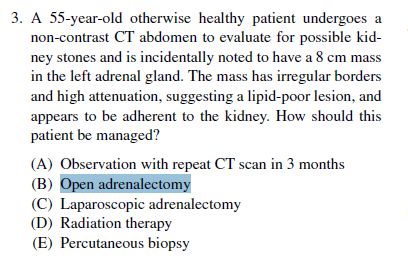 3. A 55-year-old otherwise healthy patient undergoes a
non-contrast CT abdomen to evaluate for possible kid-
ney stones and is incidentally noted to have a 8 cm mass
in the left adrenal gland. The mass has irregular borders
and high attenuation, suggesting a lipid-poor lesion, and
appears to be adherent to the kidney. How should this
patient be managed?
(A) Observation with repeat CT scan in 3 months
(B) Open adrenalectomy
(C) Laparoscopic adrenalectomy
(D) Radiation therapy
(E) Percutaneous biopsy